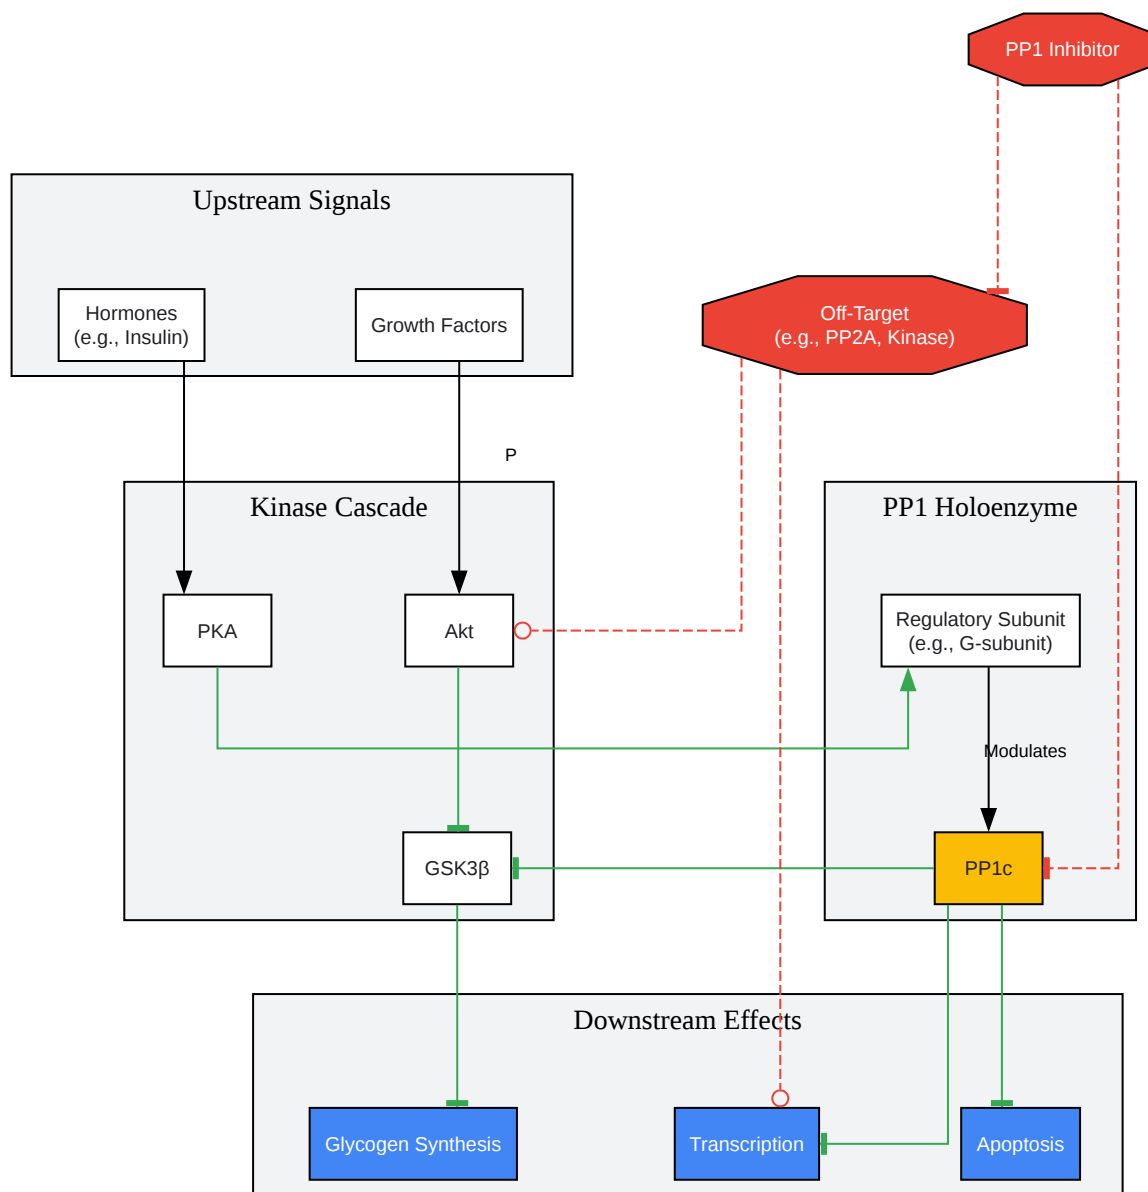 PP1 Inhibitor
Upstream Signals
Hormones
(e.g., Insulin)
Growth Factors
Off-Target
(e.g., PP2A, Kinase)
P
Kinase Cascade
PP1 Holoenzyme
PKA
Akt
Regulatory Subunit
(e.g., G-subunit)
Modulates
GSK3β
PP1c
Downstream Effects
Glycogen Synthesis
Transcription
Apoptosis